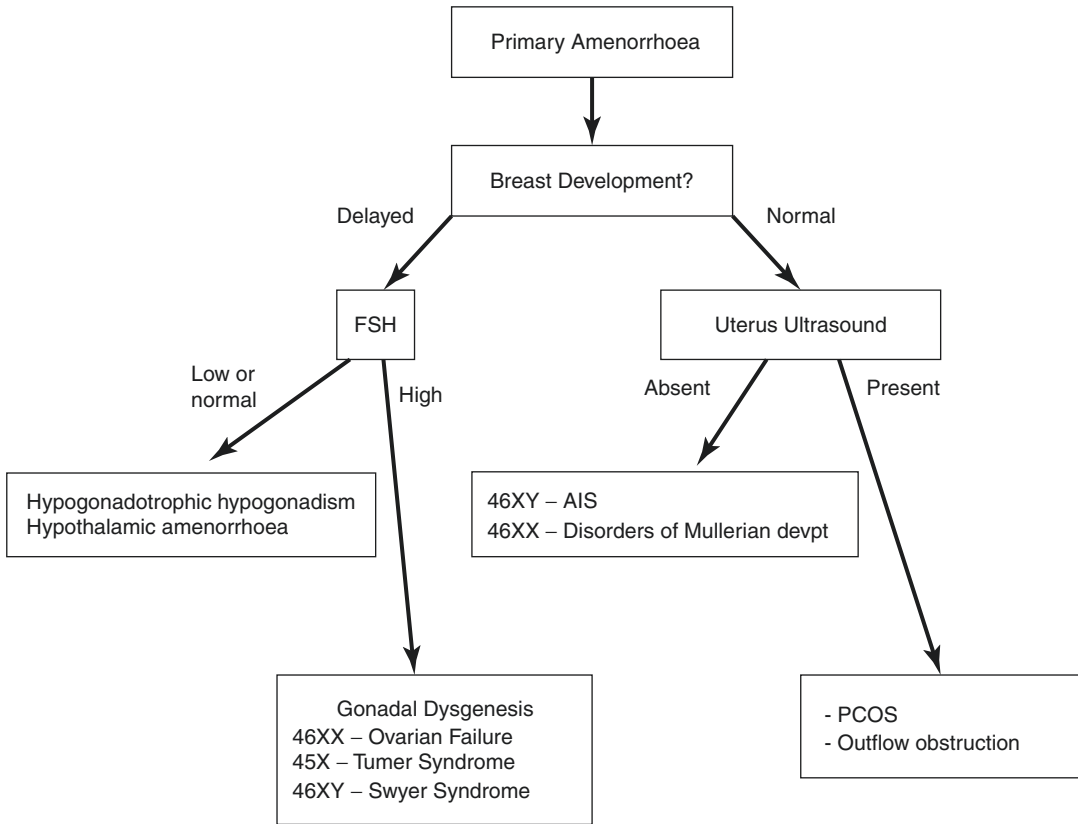 Primary Amenorrhoea
Breast Development?
Delayed
Normal
FSH
Uterus Ultrasound
Low or
normal
High
Absent
Present
Hypogonadotrophic hypogonadism
Hypothalamic amenorrhoea
46XY – AIS
46XX – Disorders of Mullerian devpt
Gonadal Dysgenesis
46XX – Ovarian Failure
45X – Tumer Syndrome
46XY – Swyer Syndrome
- PCOS
- Outflow obstruction